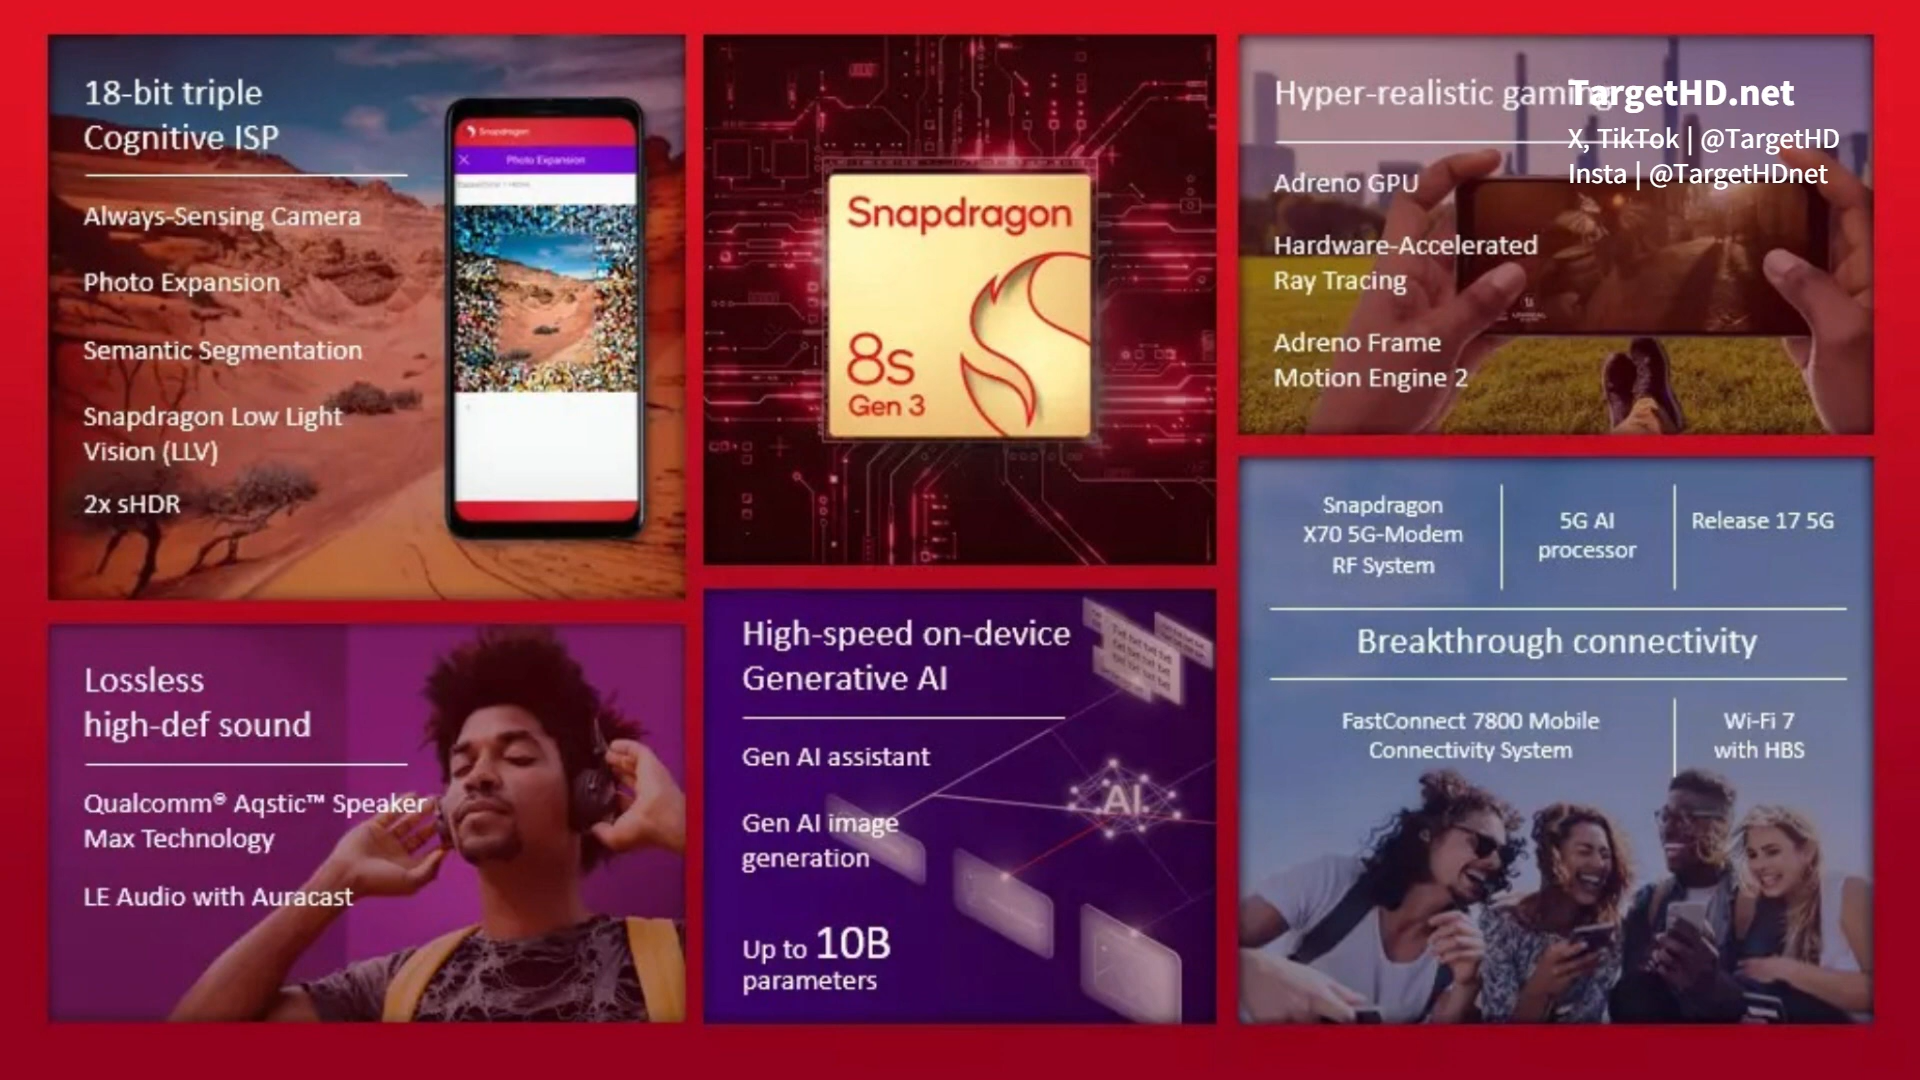 18-bit triple
Cognitive ISP
Always-Sensing Camera
Photo Expansion
Semantic Segmentation
Snapdragon Low Light
Vision (LLV)
2x sHDR
Snapdragon
Photo Expansion
Lossless
high-def sound
Qualcomm® Aqstic™ Speaker
Max Technology
LE Audio with Auracast
Snapdragon
8s
Gen 3
High-speed on-device
Generative AI
Gen AI assistant
Gen AI image
generation
Up to 10B
parameters
AI
Hyper-realistic gaming
TargetHD.net
X, TikTok | @TargetHD
Insta | @TargetHDnet
Adreno GPU
Hardware-Accelerated
Ray Tracing
Adreno Frame
Motion Engine 2
Snapdragon
X70 5G-Modem
RF System
5G AI
processor
Release 17 5G
Breakthrough connectivity
FastConnect 7800 Mobile
Connectivity System
Wi-Fi 7
with HBS